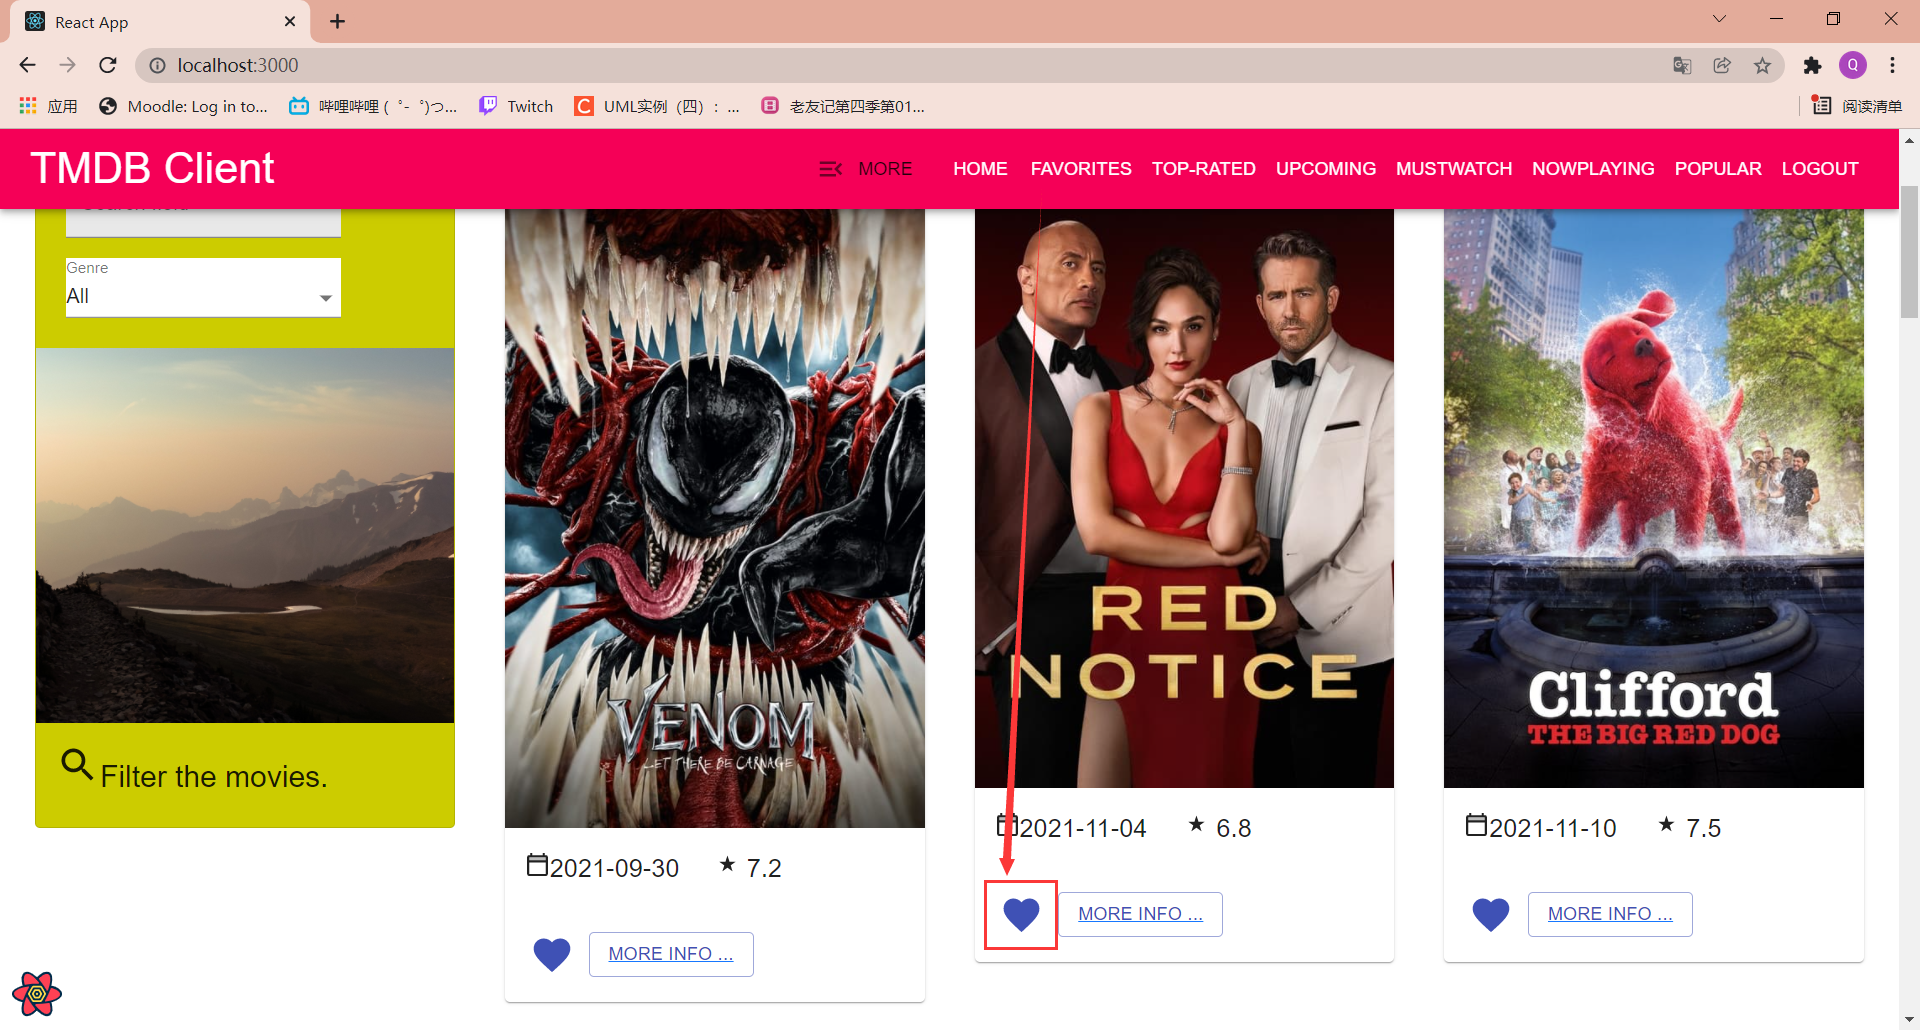 React App
localhost:3000
Q
应用
Moodle: Log in to...
哔哩哔哩 ( ゜- ゜)つ...
Twitch
UML实例（四）：...
老友记第四季第01...
阅读清单
TMDB Client
MORE
HOME
FAVORITES
TOP-RATED
UPCOMING
MUSTWATCH
NOWPLAYING
POPULAR
LOGOUT
Genre
All
Filter the movies.
VENOM
LET THERE BE CARNAGE
2021-09-30
7.2
MORE INFO ...
RED
NOTICE
2021-11-04
6.8
MORE INFO ...
Clifford
THE BIG RED DOG
2021-11-10
7.5
MORE INFO ...